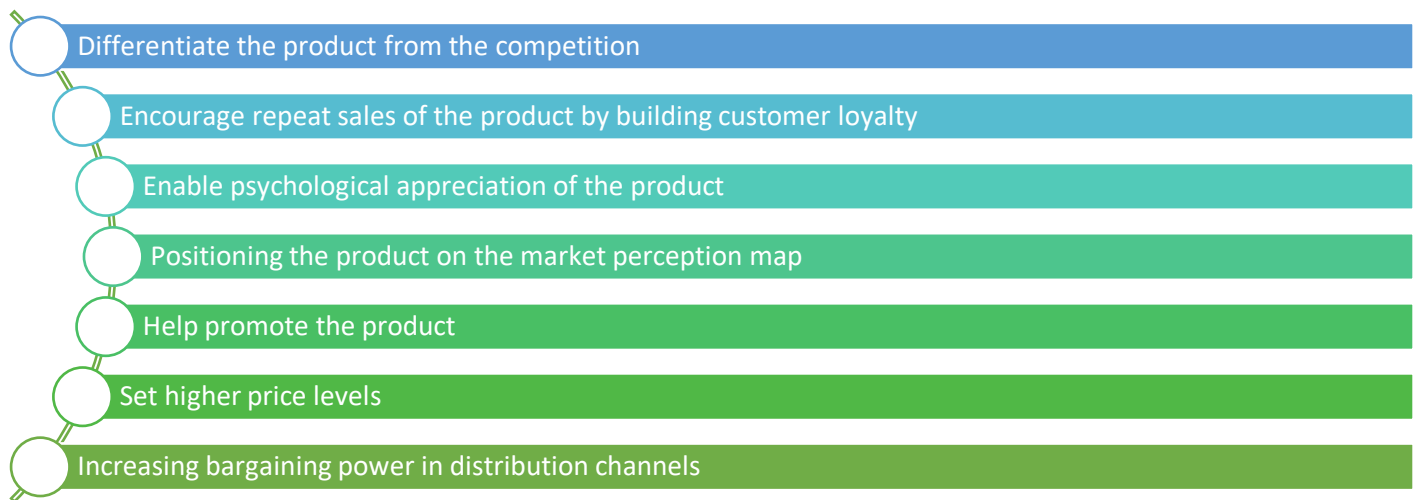 Differentiate the product from the competition
Encourage repeat sales of the product by building customer loyalty
Enable psychological appreciation of the product
Positioning the product on the market perception map
Help promote the product
Set higher price levels
Increasing bargaining power in distribution channels